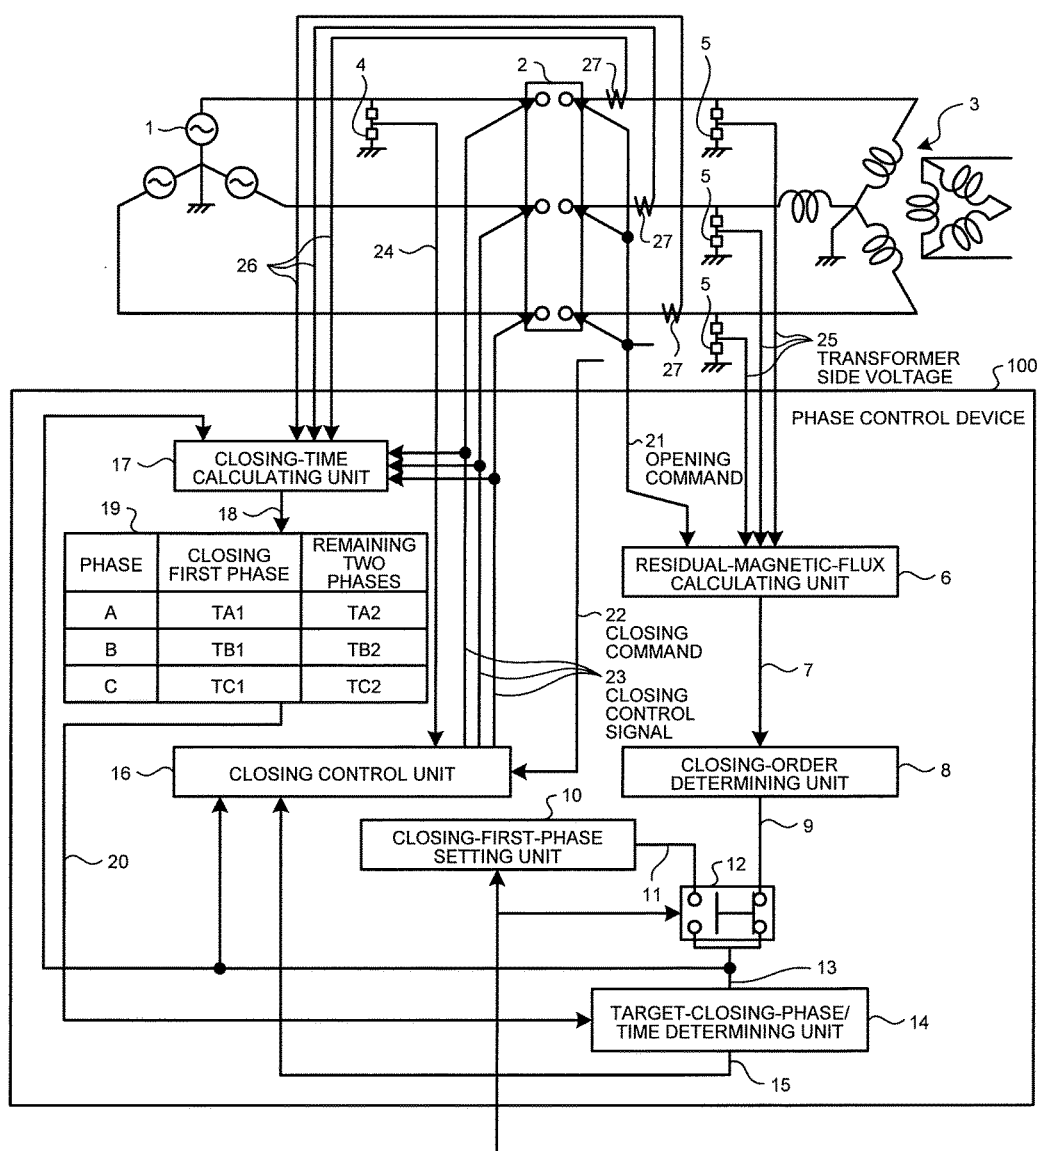 4
2
27
5
1
3
27
5
24
26
5
27
25
TRANSFORMER
SIDE VOLTAGE
100
PHASE CONTROL DEVICE
17
CLOSING-TIME
CALCULATING UNIT
21
OPENING
COMMAND
18
19
PHASE
CLOSING
FIRST PHASE
REMAINING
TWO
PHASES
A
TA1
TA2
B
TB1
TB2
C
TC1
TC2
RESIDUAL-MAGNETIC-FLUX
CALCULATING UNIT
6
22
CLOSING
COMMAND
7
23
CLOSING
CONTROL
SIGNAL
16
CLOSING CONTROL UNIT
CLOSING-ORDER
DETERMINING UNIT
8
10
CLOSING-FIRST-PHASE
SETTING UNIT
9
20
11
12
13
TARGET-CLOSING-PHASE/
TIME DETERMINING UNIT
14
15